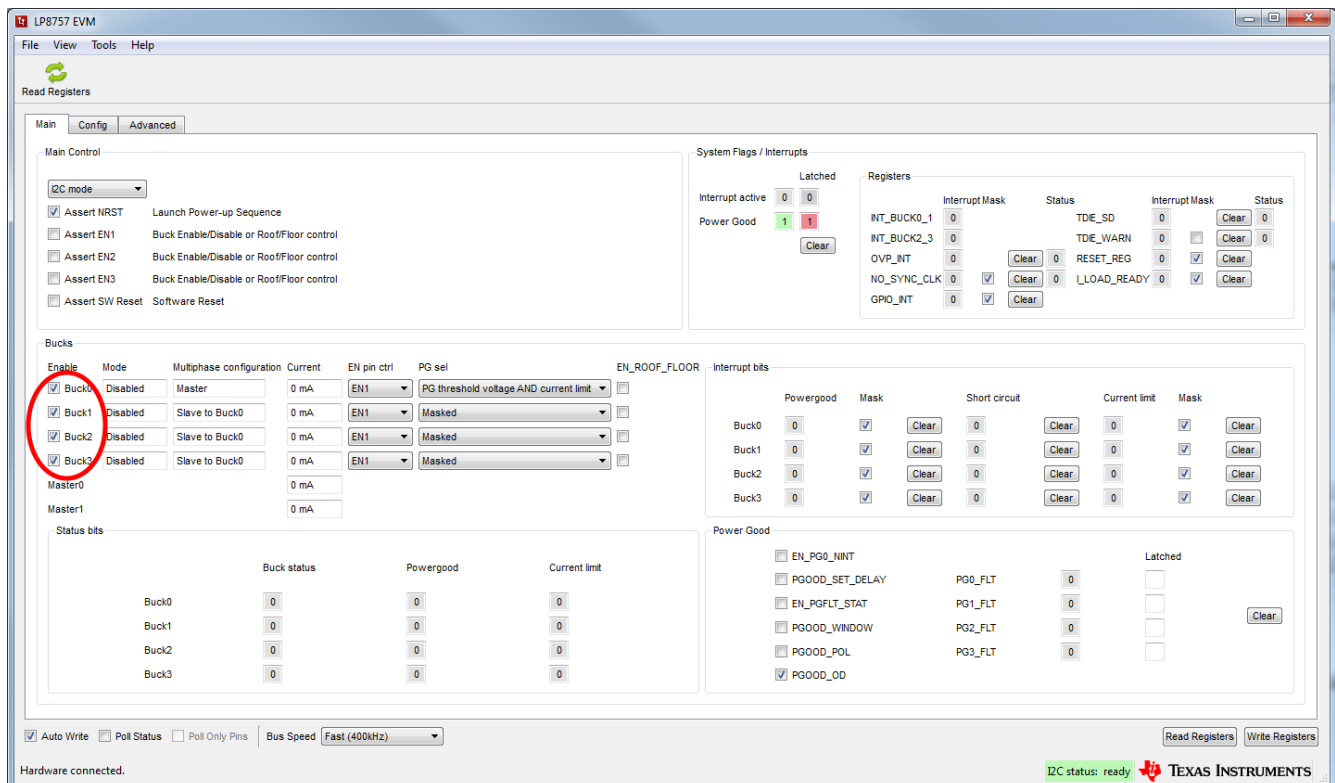 LP8757 EVM
File View Tools Help
Read Registers
Main Config Advanced
Main Control
I2C mode
Assert NRST Launch Power-up Sequence
Assert EN1 Buck Enable/Disable or Roof/Floor control
Assert EN2 Buck Enable/Disable or Roof/Floor control
Assert EN3 Buck Enable/Disable or Roof/Floor control
Assert SW Reset Software Reset
System Flags / Interrupts
Latched
Interrupt active 0 0
Power Good 1 1
Clear
Registers
Interrupt Mask Status Interrupt Mask Status
INT_BUCK0_1 0 TDIE_SD 0 Clear 0
INT_BUCK2_3 0 TDIE_WARN 0 Clear 0
OVP_INT 0 Clear 0 RESET_REG 0 Clear
NO_SYNC_CLK 0 Clear 0 I_LOAD_READY 0 Clear
GPIO_INT 0 Clear
Bucks
Enable Mode Multiphase configuration Current EN pin ctrl PG sel EN_ROOF_FLOOR
Buck0 Disabled Master 0 mA EN1 PG threshold voltage AND current limit
Buck1 Disabled Slave to Buck0 0 mA EN1 Masked
Buck2 Disabled Slave to Buck0 0 mA EN1 Masked
Buck3 Disabled Slave to Buck0 0 mA EN1 Masked
Master0 0 mA
Master1 0 mA
Interrupt bits
Powergood Mask Short circuit Current limit Mask
Buck0 0 Clear 0 Clear 0 Clear
Buck1 0 Clear 0 Clear 0 Clear
Buck2 0 Clear 0 Clear 0 Clear
Buck3 0 Clear 0 Clear 0 Clear
Status bits
Buck status Powergood Current limit
Buck0 0 0 0
Buck1 0 0 0
Buck2 0 0 0
Buck3 0 0 0
Power Good
EN_PG0_NINT Latched
PGOOD_SET_DELAY PG0_FLT 0
EN_PGFLT_STAT PG1_FLT 0
Clear
PGOOD_WINDOW PG2_FLT 0
PGOOD_POL PG3_FLT 0
PGOOD_OD
Auto Write Poll Status Poll Only Pins Bus Speed Fast (400kHz) Read Registers Write Registers
Hardware connected. I2C status: ready TEXAS INSTRUMENTS